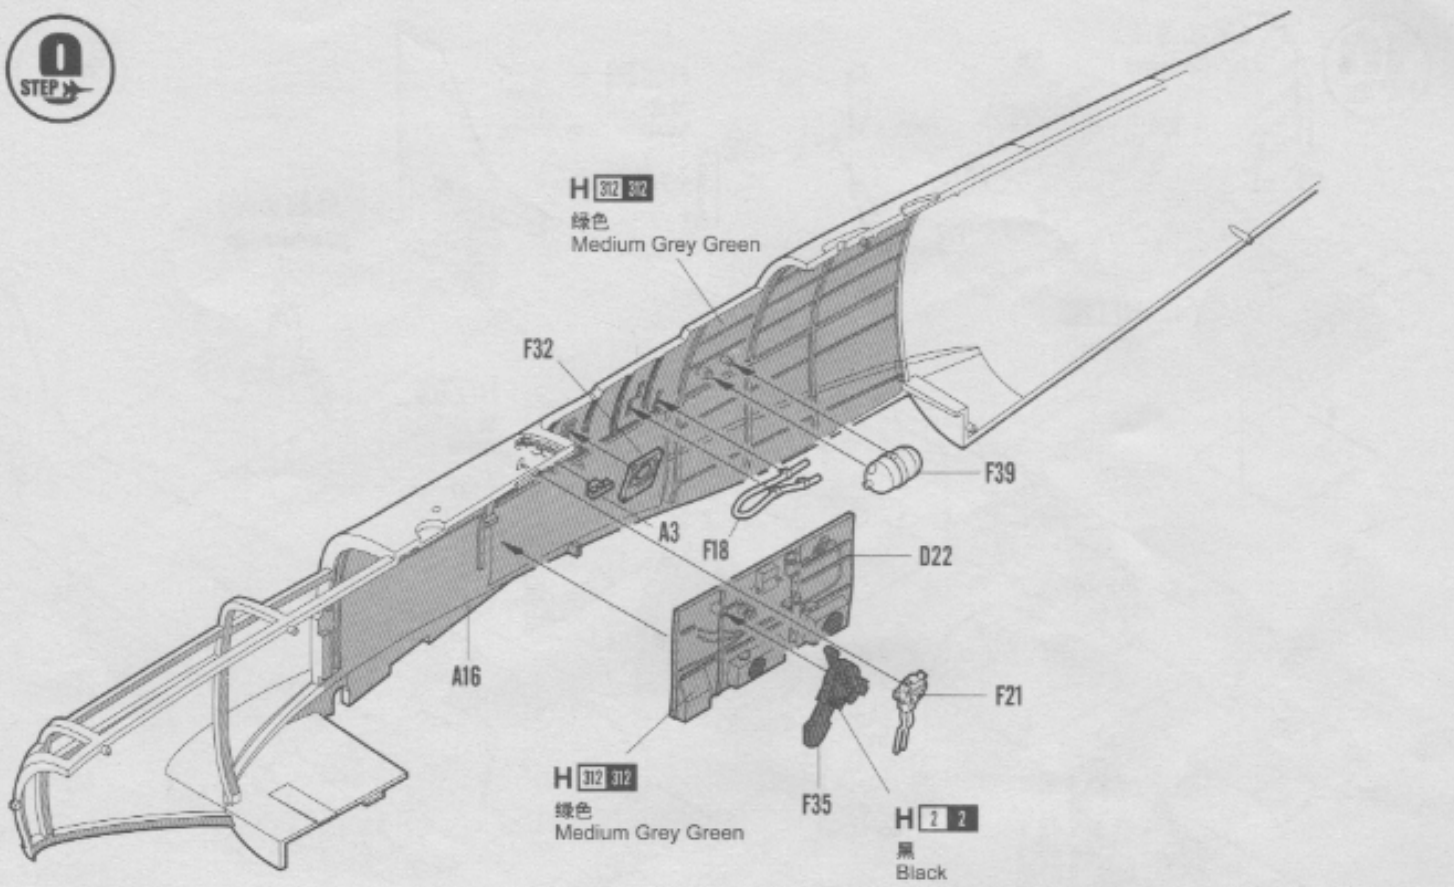 STEP
H 312 312
绿色
Medium Grey Green
F32
F39
A3
F18
D22
A16
F21
F35
H 312 312
绿色
Medium Grey Green
H 2 2
黑
Black